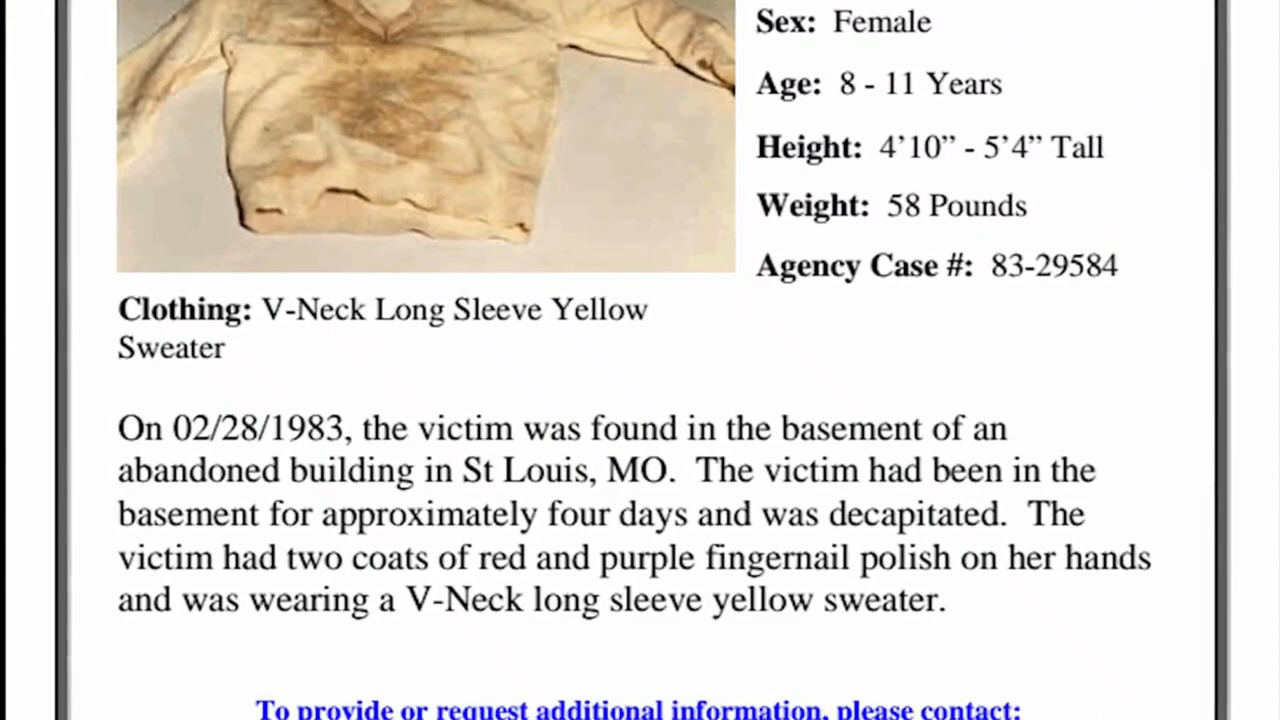 Sex: Female
Age: 8 - 11 Years
Height: 4’10” - 5’4” Tall
Weight: 58 Pounds
Agency Case #: 83-29584
Clothing: V-Neck Long Sleeve Yellow
Sweater
On 02/28/1983, the victim was found in the basement of an
abandoned building in St Louis, MO. The victim had been in the
basement for approximately four days and was decapitated. The
victim had two coats of red and purple fingernail polish on her hands
and was wearing a V-Neck long sleeve yellow sweater.
To provide or request additional information, please contact: